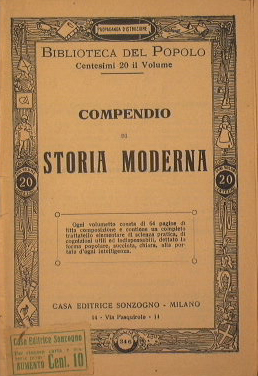 PROPAGANDA D'ISTRUZIONE
BIBLIOTECA DEL POPOLO
Centesimi 20 il Volume
COMPENDIO
DI
STORIA MODERNA
20
20
Ogni volumetto consta di 64 pagine di
fitta composizione e contiene un completo
trattatello elementare di scienza pratica, di
cognizioni utili ed indispensabili, dettato in
forma popolare, succinta, chiara, alla por-
tata d'ogni intelligenza.
CASA EDITRICE SONZOGNO - MILANO
14 - Via Pasquirolo - 14
Casa Editrice Sonzogno
AUMENTO Cent. 10